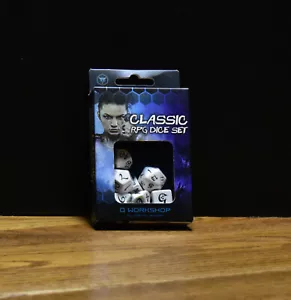 CLASSIC
RPG DICE SET
Q WORKSHOP